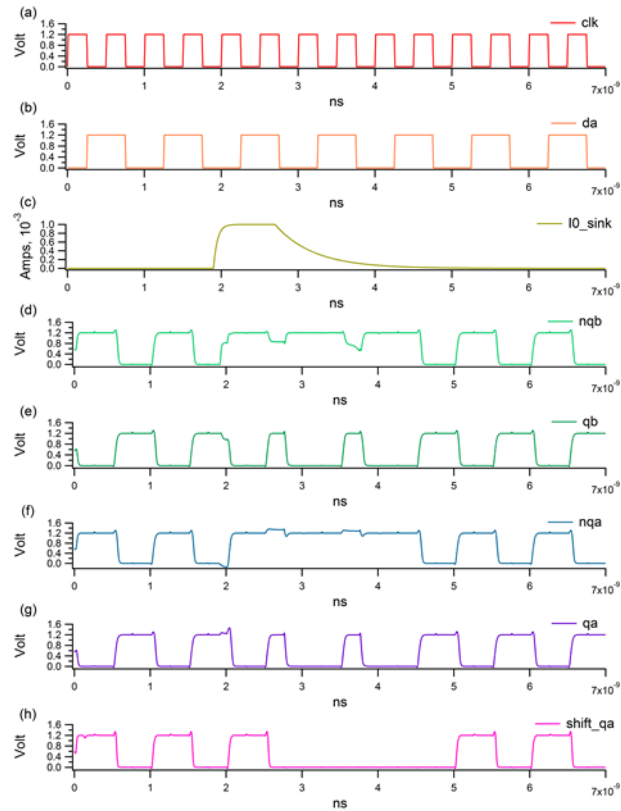 (a)
Volt
1.6
1.2
0.8
0.4
0.0
clk
0 1 2 3 4 5 6 7x10⁻⁹
ns
(b)
Volt
1.6
1.2
0.8
0.4
0.0
da
0 1 2 3 4 5 6 7x10⁻⁹
ns
(c)
Amps, 10⁻³
1.0
0.8
0.6
0.4
0.2
0.0
I0_sink
0 1 2 3 4 5 6 7x10⁻⁹
ns
(d)
Volt
1.6
1.2
0.8
0.4
0.0
nqb
0 1 2 3 4 5 6 7x10⁻⁹
ns
(e)
Volt
1.6
1.2
0.8
0.4
0.0
qb
0 1 2 3 4 5 6 7x10⁻⁹
ns
(f)
Volt
1.6
1.2
0.8
0.4
0.0
nqa
0 1 2 3 4 5 6 7x10⁻⁹
ns
(g)
Volt
1.6
1.2
0.8
0.4
0.0
qa
0 1 2 3 4 5 6 7x10⁻⁹
ns
(h)
Volt
1.6
1.2
0.8
0.4
0.0
shift_qa
0 1 2 3 4 5 6 7x10⁻⁹
ns